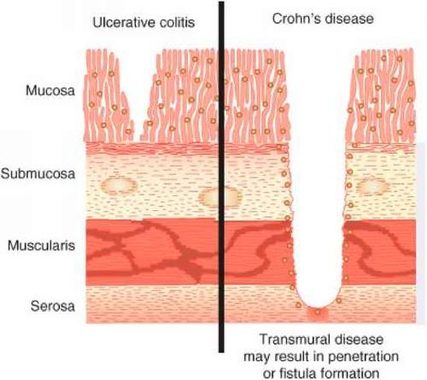 Ulcerative colitis
Crohn's disease
Mucosa
Submucosa
Muscularis
Serosa
Transmural disease
may result in penetration
or fistula formation